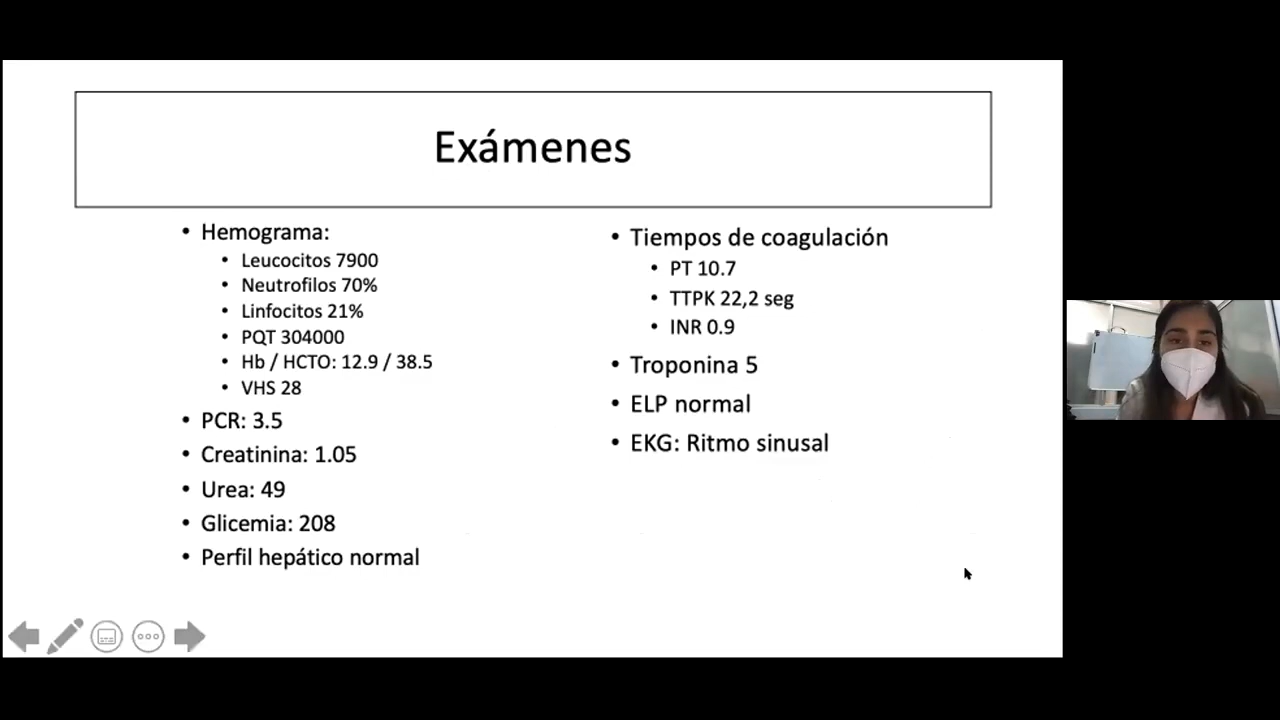 Exámenes
• Hemograma:
• Leucocitos 7900
• Neutrofilos 70%
• Linfocitos 21%
• PQT 304000
• Hb / HCTO: 12.9 / 38.5
• VHS 28
• PCR: 3.5
• Creatinina: 1.05
• Urea: 49
• Glicemia: 208
• Perfil hepático normal
• Tiempos de coagulación
• PT 10.7
• TTPK 22,2 seg
• INR 0.9
• Troponina 5
• ELP normal
• EKG: Ritmo sinusal